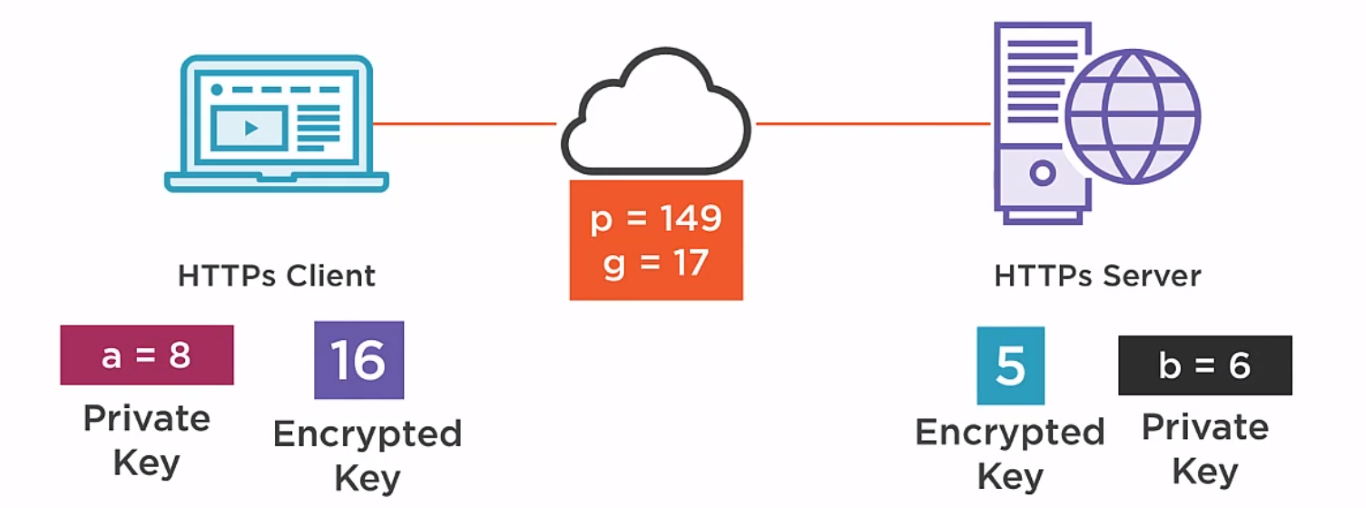 p = 149
g = 17
HTTPs Client
HTTPs Server
a = 8
Private
Key
16
Encrypted
Key
5
Encrypted
Key
b = 6
Private
Key